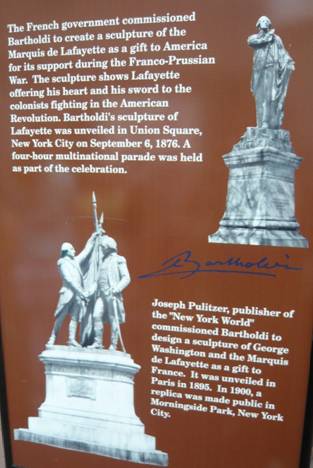 The French government commissioned
Bartholdi to create a sculpture of the
Marquis de Lafayette as a gift to America
for its support during the Franco-Prussian
War. The sculpture shows Lafayette
offering his heart and his sword to the
colonists fighting in the American
Revolution. Bartholdi's sculpture of
Lafayette was unveiled in Union Square,
New York City on September 6, 1876. A
four-hour multinational parade was held
as part of the celebration.
Bartholdi
Joseph Pulitzer, publisher of
the "New York World"
commissioned Bartholdi to
design a sculpture of George
Washington and the Marquis
de Lafayette as a gift to
France. It was unveiled in
Paris in 1895. In 1900, a
replica was made public in
Morningside Park, New York
City.